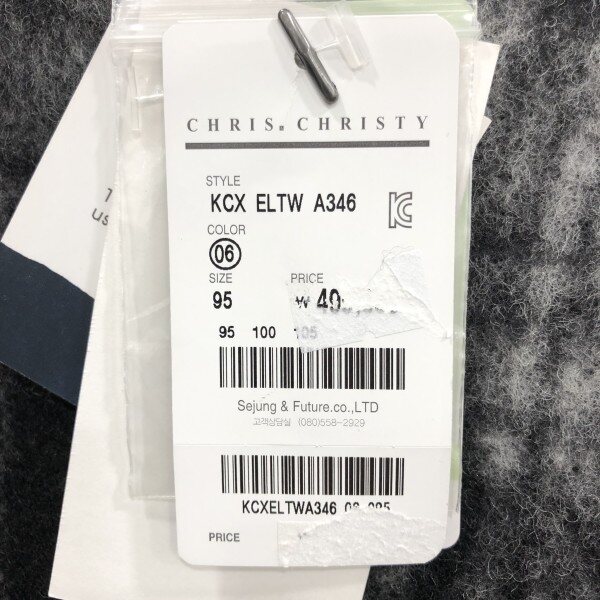 CHRIS. CHRISTY
STYLE
KCX ELTW A346
COLOR
06
SIZE PRICE
95 ₩
95 100 105
Sejung & Future.co.,LTD
고객상담실 (080)558-2929
KCXELTWA346
PRICE